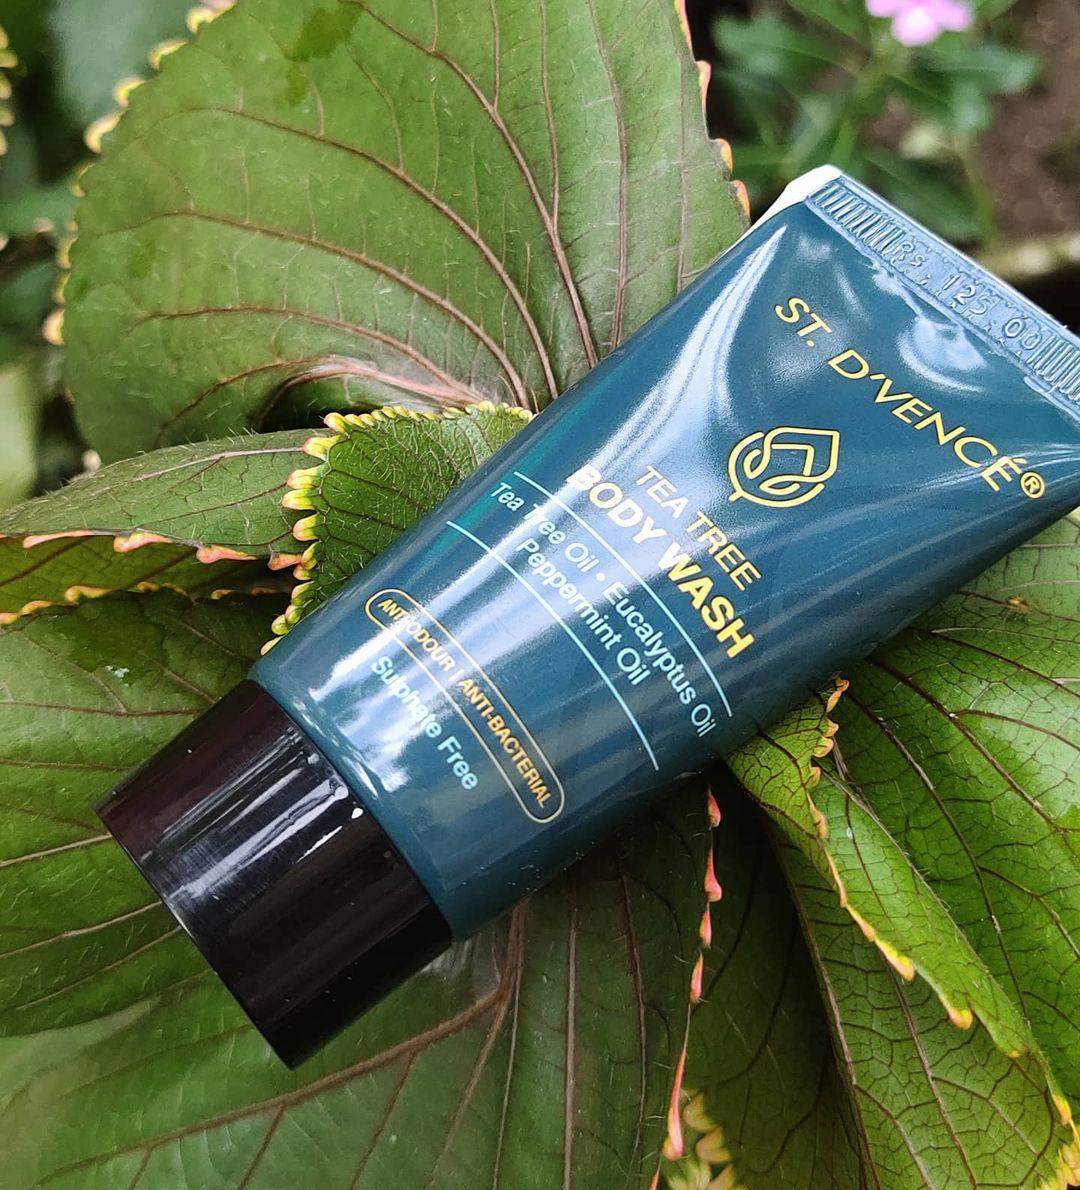 Rs. 125.00
ST. D'VENCÉ®
TEA TREE
BODY WASH
Tea Tree Oil • Eucalyptus Oil
Peppermint Oil
ANTI-ODOUR | ANTI-BACTERIAL
Sulphate Free